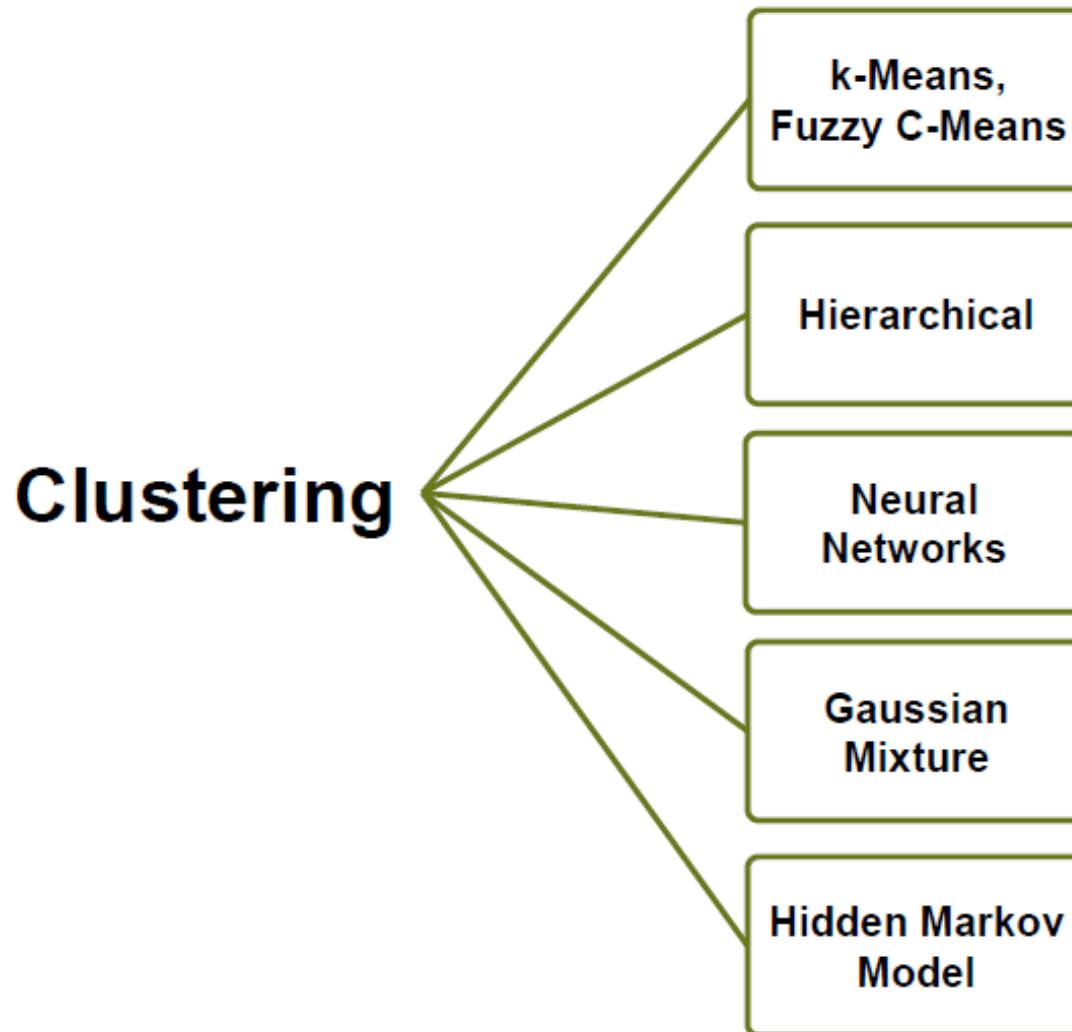 Clustering
k-Means,
Fuzzy C-Means
Hierarchical
Neural
Networks
Gaussian
Mixture
Hidden Markov
Model